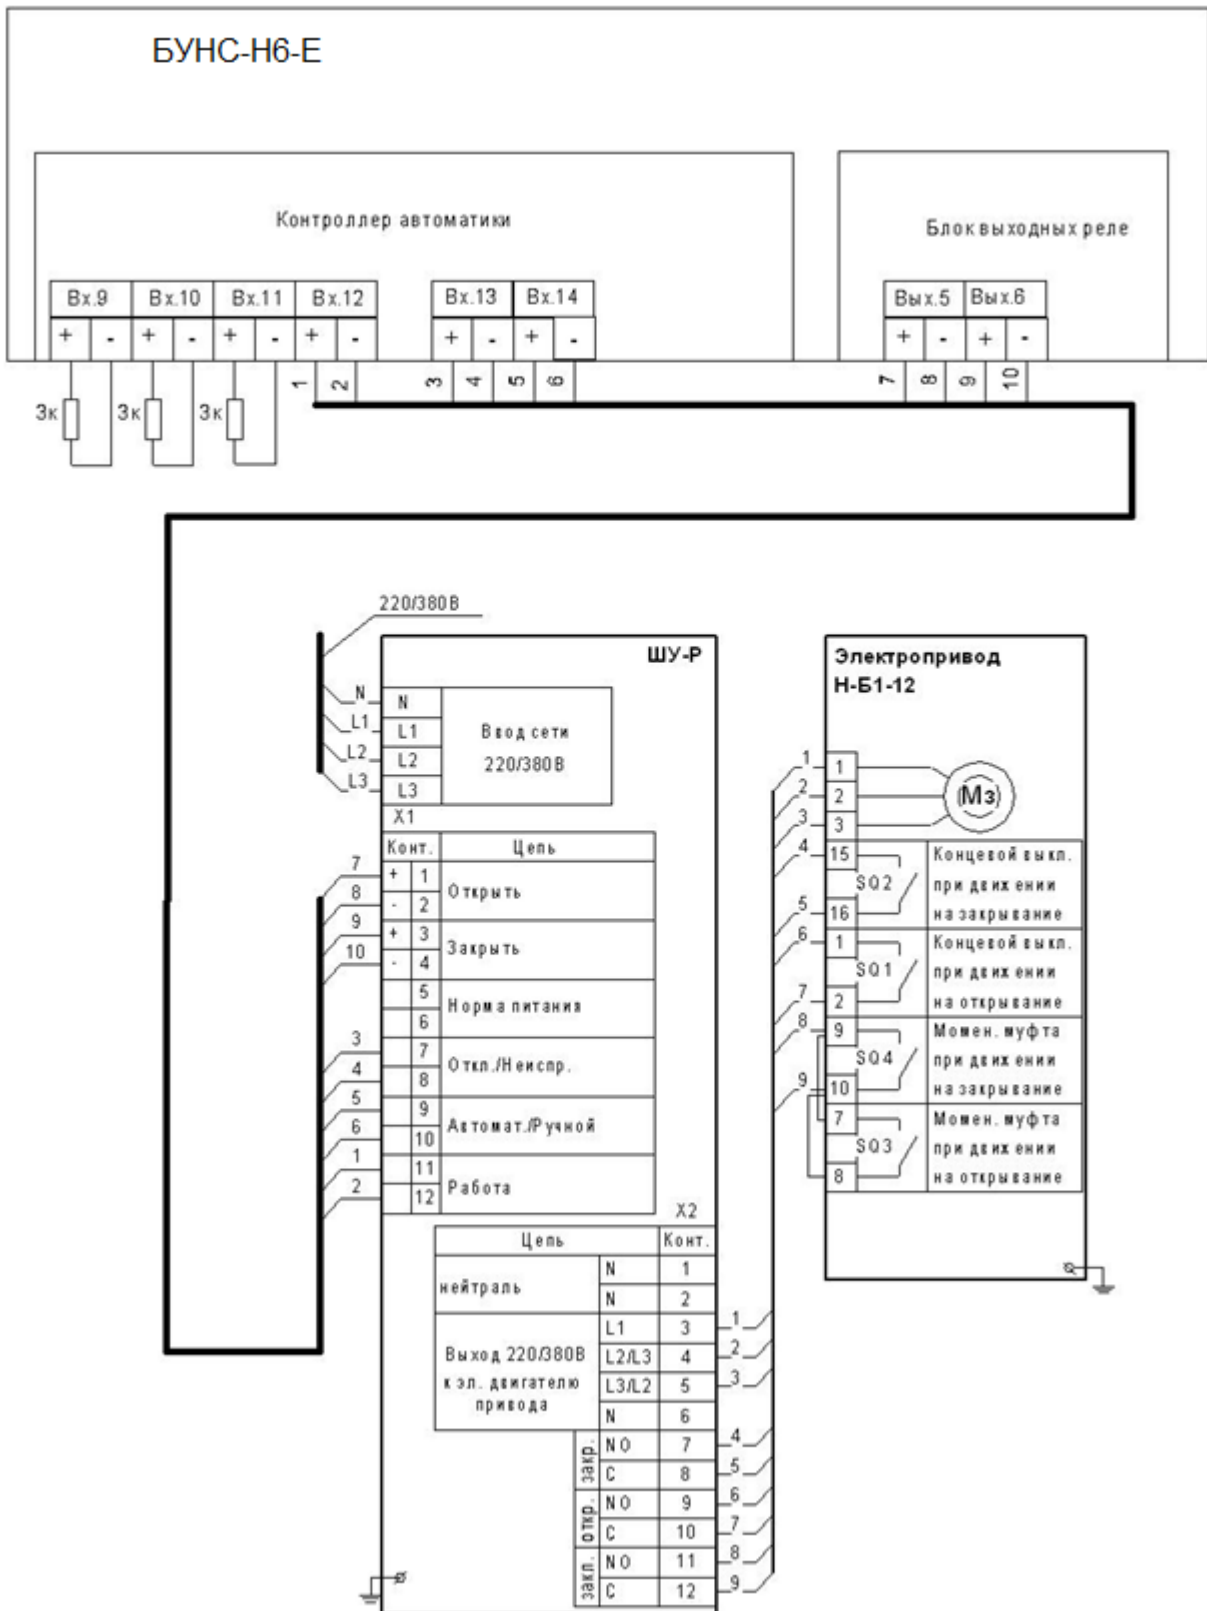 БУНС-Н6-Е
Контроллер автоматики
Блок выходных реле
Вх.9 Вх.10 Вх.11 Вх.12 Вх.13 Вх.14 Вых.5 Вых.6
+ - + - + - + - + - + - + - + -
1 2 3 4 5 6 7 8 9 10
3к 3к 3к
220/380В
ШУ-Р
N N
L1 L1
L2 L2
L3 L3
Ввод сети
220/380В
X1
Конт. Цепь
7 + 1
8 - 2
Открыть
9 + 3
10 - 4
Закрыть
5
6
Норма питания
3 7
4 8
Откл./Неиспр.
5 9
6 10
Автомат./Ручной
1 11
2 12
Работа
X2
Цепь Конт.
нейтраль
N 1
N 2
Выход 220/380В
к эл. двигателю
привода
L1 3 1
L2/L3 4 2
L3/L2 5 3
N 6
закр.
NO 7 4
C 8 5
откр.
NO 9 6
C 10 7
закл.
NO 11 8
C 12 9
Электропривод
Н-Б1-12
1 1
2 2
3 3
Мз
4 15
5 16
SQ2
Концевой выкл.
при движении
на закрывание
6 1
7 2
SQ1
Концевой выкл.
при движении
на открывание
8 9
9 10
SQ4
Момен. муфта
при движении
на закрывание
7
8
SQ3
Момен. муфта
при движении
на открывание